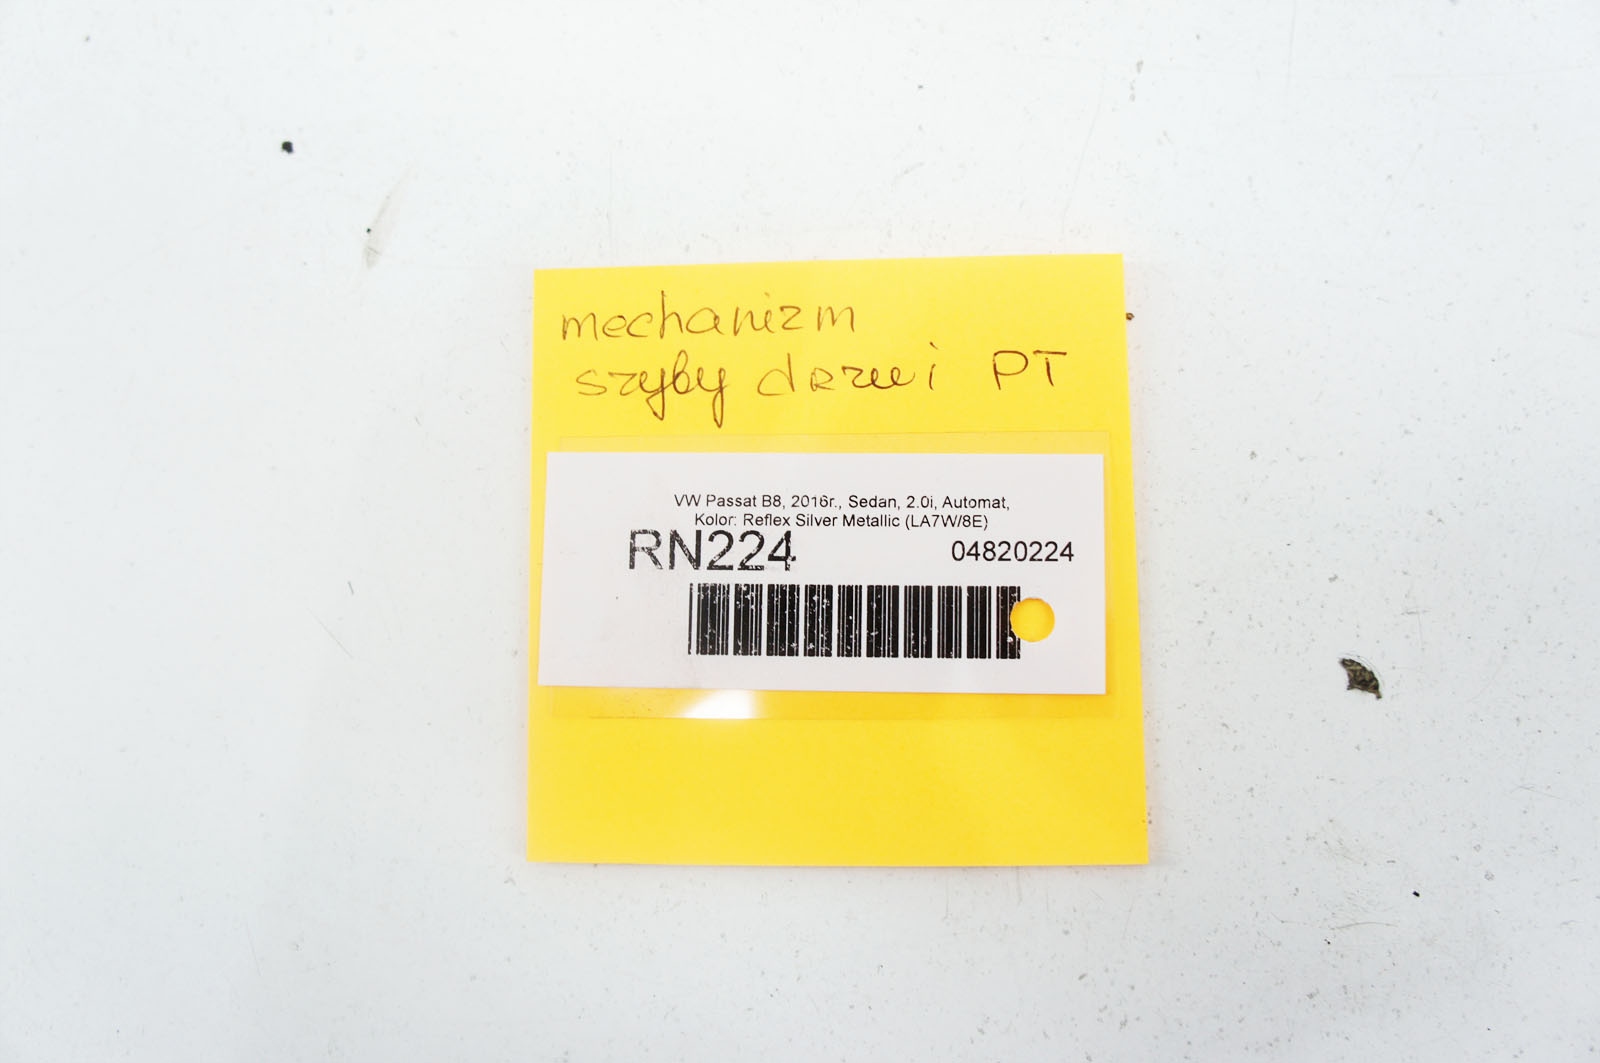 mechanizm
szyby drzwi PT
VW Passat B8, 2016r., Sedan, 2.0i, Automat,
Kolor: Reflex Silver Metallic (LA7W/8E)
RN224 04820224